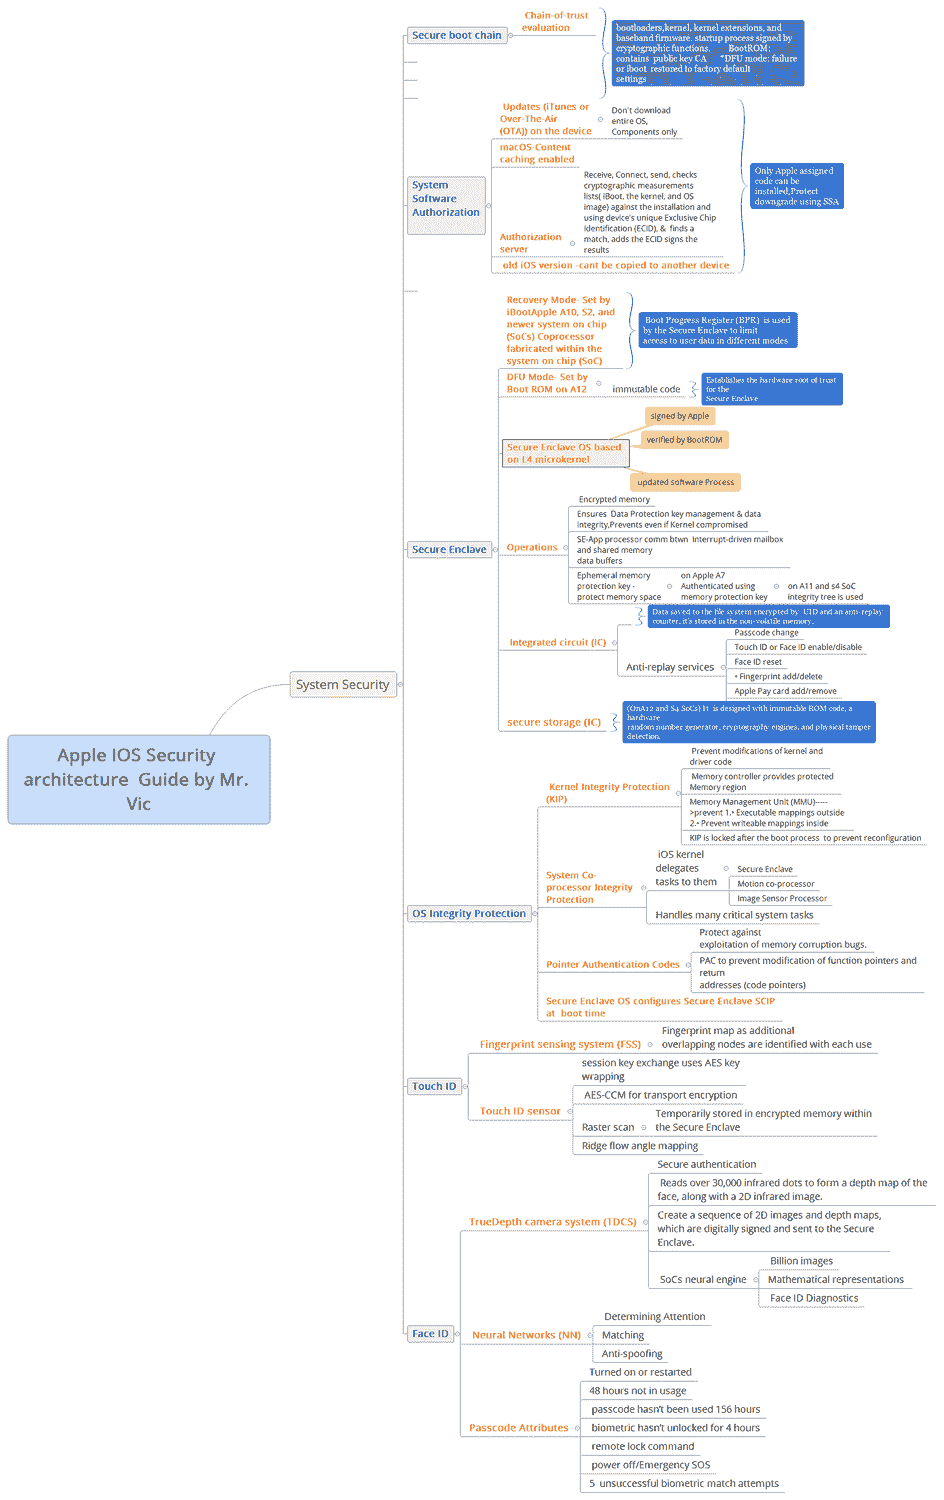 Chain-of-trust
evaluation
Secure boot chain
bootloaders,kernel, kernel extensions, and
baseband firmware. startup process signed by
cryptographic functions. BootROM:
contains public key CA *DFU mode: failure
or iboot restored to factory default
settings
Updates (iTunes or
Over-The-Air
(OTA)) on the device
Don't download
entire OS,
Components only
macOS-Content
caching enabled
System
Software
Authorization
Receive, Connect, send, checks
cryptographic measurements
lists( iBoot, the kernel, and OS
image) against the installation and
using device's unique Exclusive Chip
Identification (ECID), & finds a
match, adds the ECID signs the
results
Authorization
server
old iOS version -cant be copied to another device
Only Apple assigned
code can be
installed,Protect
downgrade using SSA
Recovery Mode- Set by
iBootApple A10, S2, and
newer system on chip
(SoCs) Coprocessor
fabricated within the
system on chip (SoC)
Boot Progress Register (BPR) is used
by the Secure Enclave to limit
access to user data in different modes
DFU Mode- Set by
Boot ROM on A12
immutable code
Establishes the hardware root of trust
for the
Secure Enclave
signed by Apple
verified by BootROM
Secure Enclave OS based
on L4 microkernel
updated software Process
Secure Enclave
Operations
Encrypted memory
Ensures Data Protection key management & data
integrity,Prevents even if Kernel compromised
SE-App processor comm btwn Interrupt-driven mailbox
and shared memory
data buffers
Ephemeral memory
protection key -
protect memory space
on Apple A7
Authenticated using
memory protection key
on A11 and s4 SoC
integrity tree is used
Data saved to the file system encrypted by UID and an anti-replay
counter. it's stored in the non-volatile memory.
Integrated circuit (IC)
Anti-replay services
Passcode change
Touch ID or Face ID enable/disable
Face ID reset
• Fingerprint add/delete
Apple Pay card add/remove
secure storage (IC)
(OnA12 and S4 SoCs) It is designed with immutable ROM code, a
hardware
random number generator, cryptography engines, and physical tamper
detection.
System Security
Apple IOS Security
architecture Guide by Mr.
Vic
Kernel Integrity Protection
(KIP)
Prevent modifications of kernel and
driver code
Memory controller provides protected
Memory region
Memory Management Unit (MMU)-----
>prevent 1.• Executable mappings outside
2.• Prevent writeable mappings inside
KIP is locked after the boot process to prevent reconfiguration
System Co-
processor Integrity
Protection
iOS kernel
delegates
tasks to them
Secure Enclave
Motion co-processor
Image Sensor Processor
Handles many critical system tasks
OS Integrity Protection
Pointer Authentication Codes
Protect against
exploitation of memory corruption bugs.
PAC to prevent modification of function pointers and
return
addresses (code pointers)
Secure Enclave OS configures Secure Enclave SCIP
at boot time
Fingerprint sensing system (FSS)
Fingerprint map as additional
overlapping nodes are identified with each use
Touch ID
Touch ID sensor
session key exchange uses AES key
wrapping
AES-CCM for transport encryption
Raster scan
Temporarily stored in encrypted memory within
the Secure Enclave
Ridge flow angle mapping
TrueDepth camera system (TDCS)
Secure authentication
Reads over 30,000 infrared dots to form a depth map of the
face, along with a 2D infrared image.
Create a sequence of 2D images and depth maps,
which are digitally signed and sent to the Secure
Enclave.
SoCs neural engine
Billion images
Mathematical representations
Face ID Diagnostics
Face ID
Neural Networks (NN)
Determining Attention
Matching
Anti-spoofing
Passcode Attributes
Turned on or restarted
48 hours not in usage
passcode hasn't been used 156 hours
biometric hasn't unlocked for 4 hours
remote lock command
power off/Emergency SOS
5 unsuccessful biometric match attempts